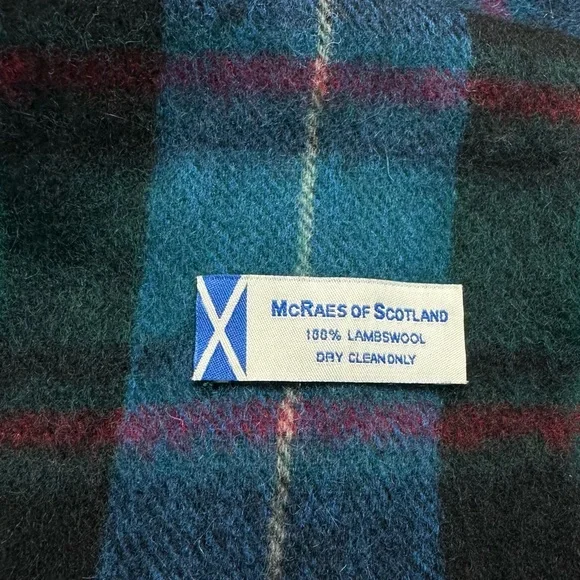 McRaes of Scotland
100% LAMBSWOOL
DRY CLEAN ONLY